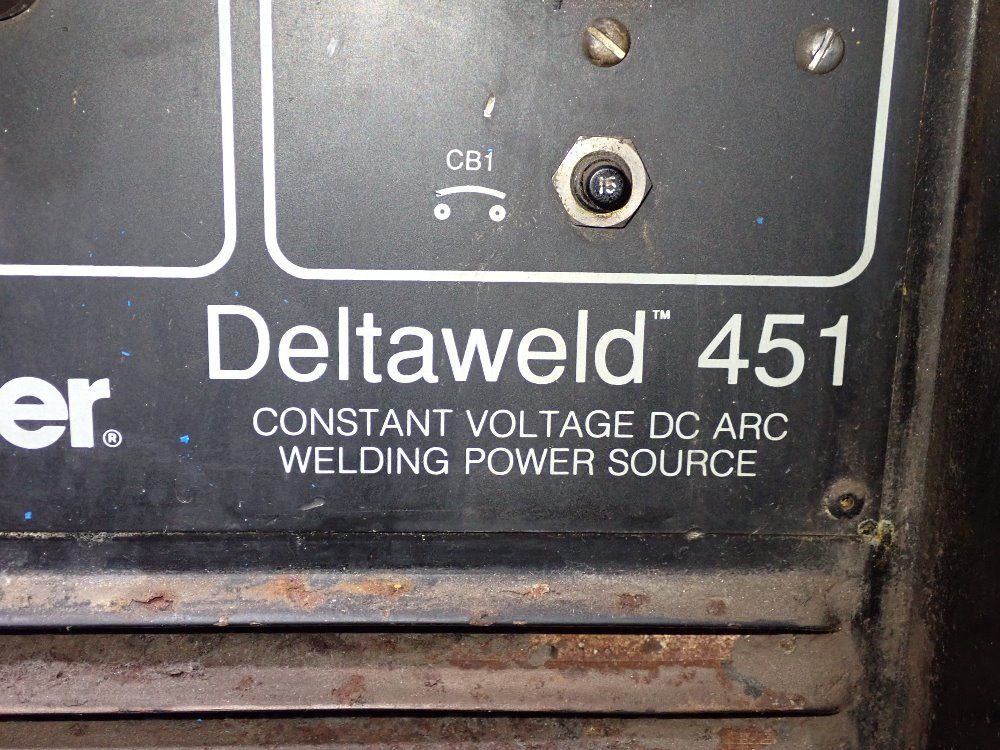 CB1
15
Deltaweld™ 451
er®
CONSTANT VOLTAGE DC ARC
WELDING POWER SOURCE